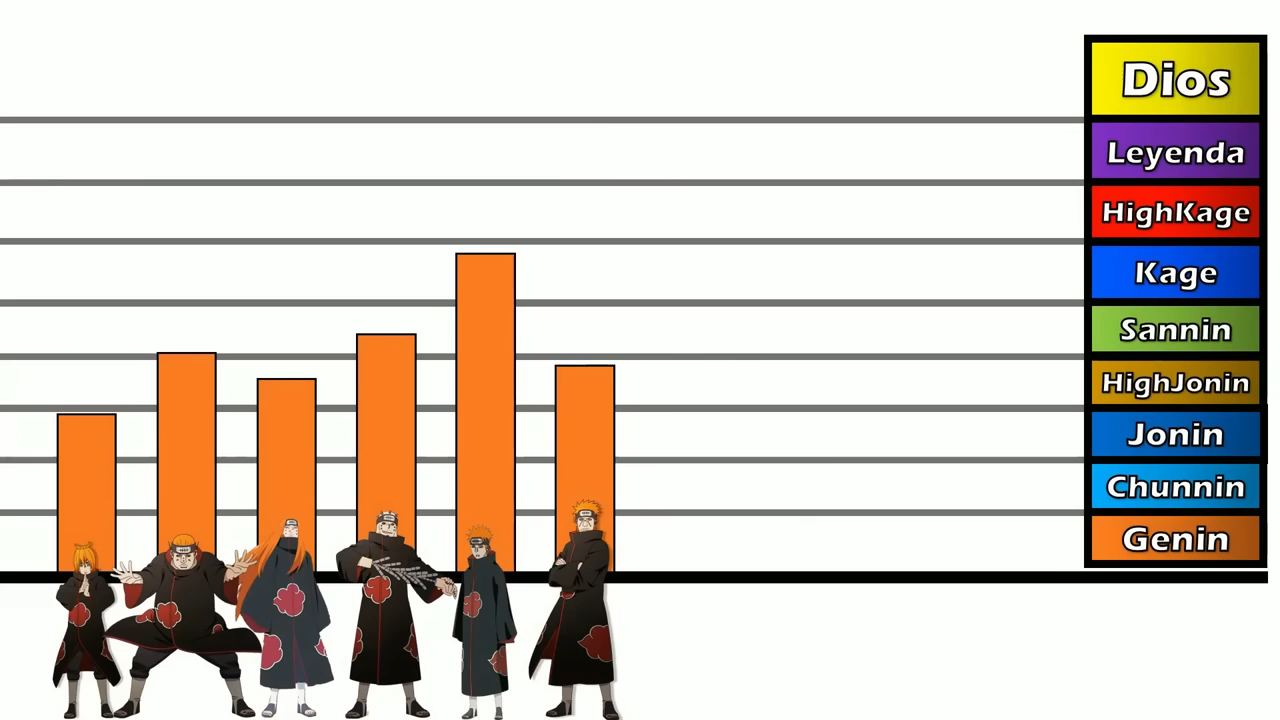 Dios
Leyenda
HighKage
Kage
Sannin
HighJonin
Jonin
Chunnin
Genin